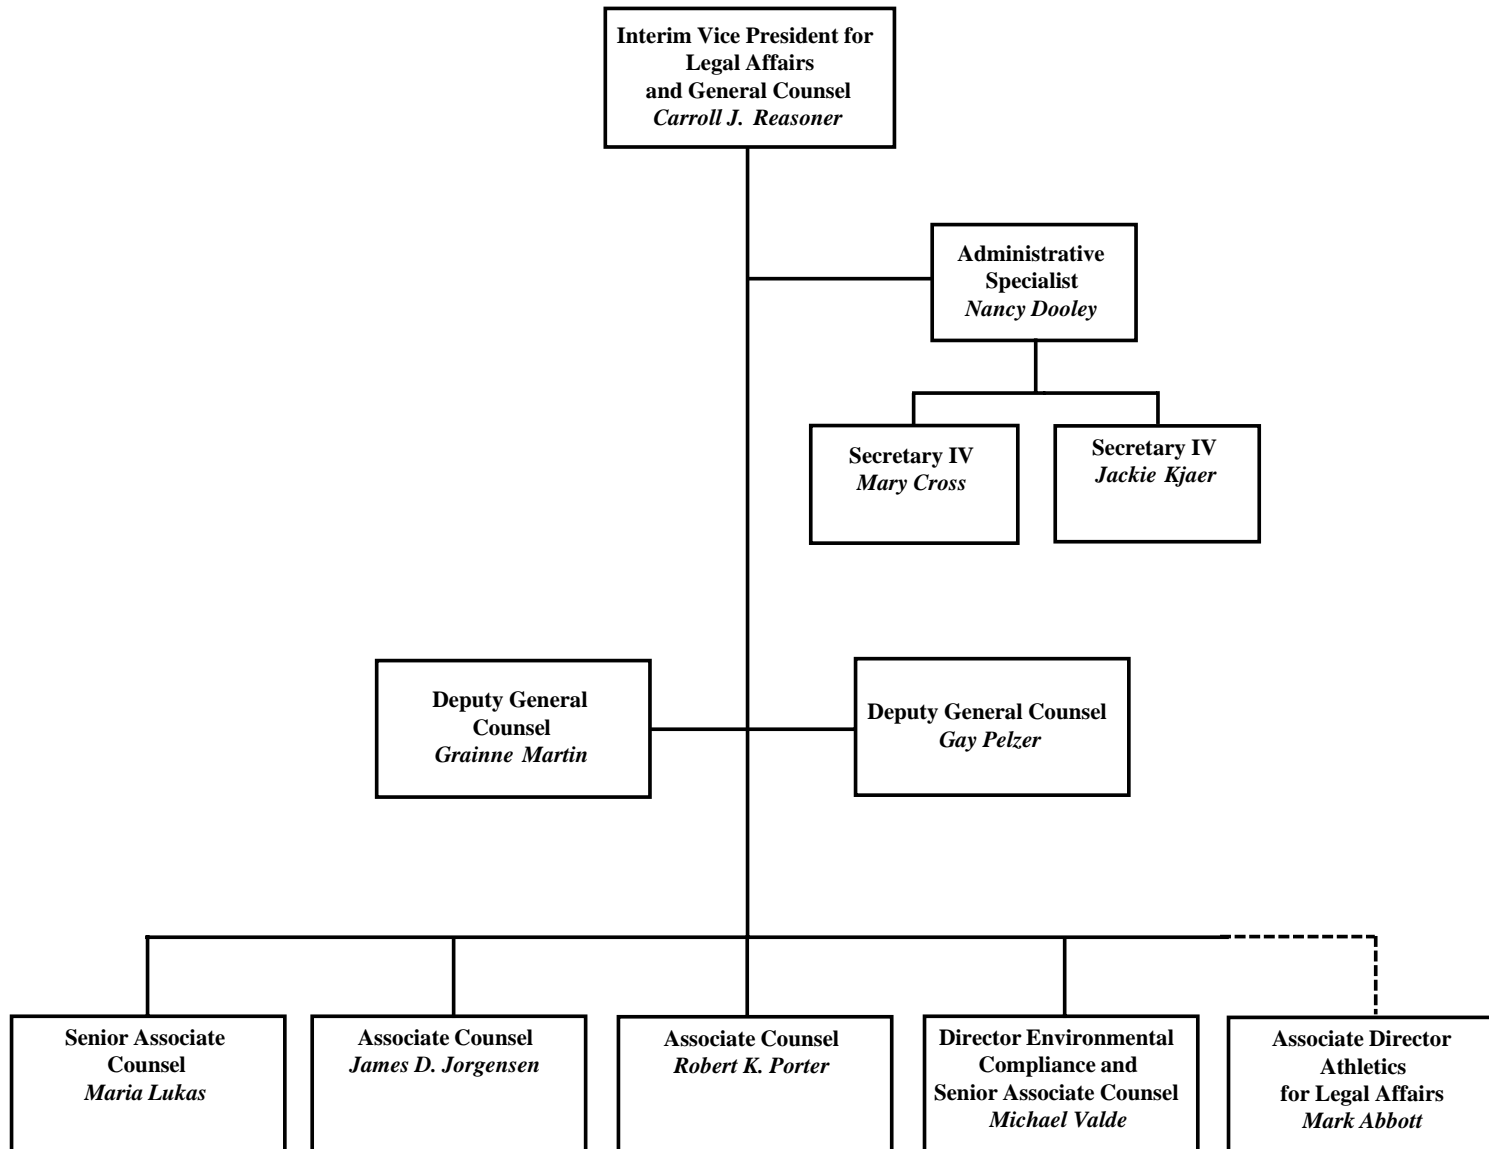 Interim Vice President for
Legal Affairs
and General Counsel
Carroll J. Reasoner
Administrative
Specialist
Nancy Dooley
Secretary IV
Mary Cross
Secretary IV
Jackie Kjaer
Deputy General
Counsel
Grainne Martin
Deputy General Counsel
Gay Pelzer
Senior Associate
Counsel
Maria Lukas
Associate Counsel
James D. Jorgensen
Associate Counsel
Robert K. Porter
Director Environmental
Compliance and
Senior Associate Counsel
Michael Valde
Associate Director
Athletics
for Legal Affairs
Mark Abbott